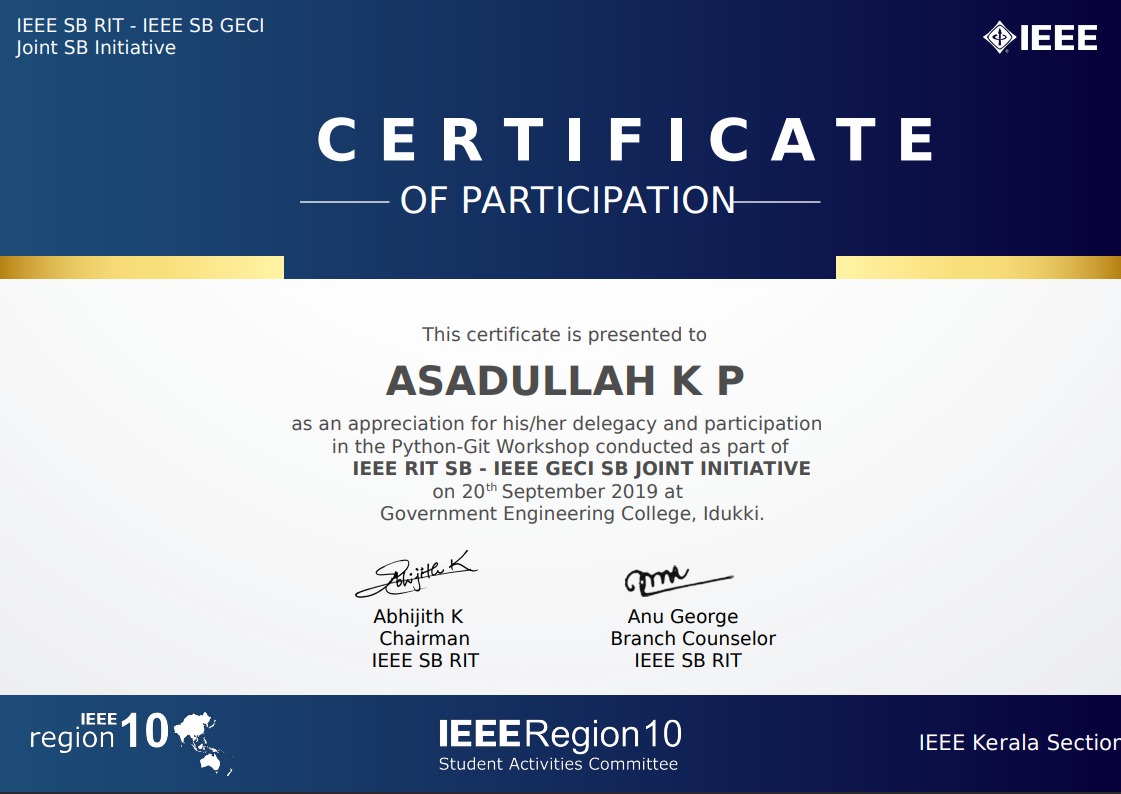 IEEE SB RIT - IEEE SB GECI
Joint SB Initiative
IEEE
CERTIFICATE
OF PARTICIPATION
This certificate is presented to
ASADULLAH K P
as an appreciation for his/her delegacy and participation
in the Python-Git Workshop conducted as part of
IEEE RIT SB - IEEE GECI SB JOINT INITIATIVE
on 20th September 2019 at
Government Engineering College, Idukki.
Abhijith K
Abhijith K
Chairman
IEEE SB RIT
Anu George
Branch Counselor
IEEE SB RIT
IEEE
region 10
IEEE Region 10
Student Activities Committee
IEEE Kerala Section